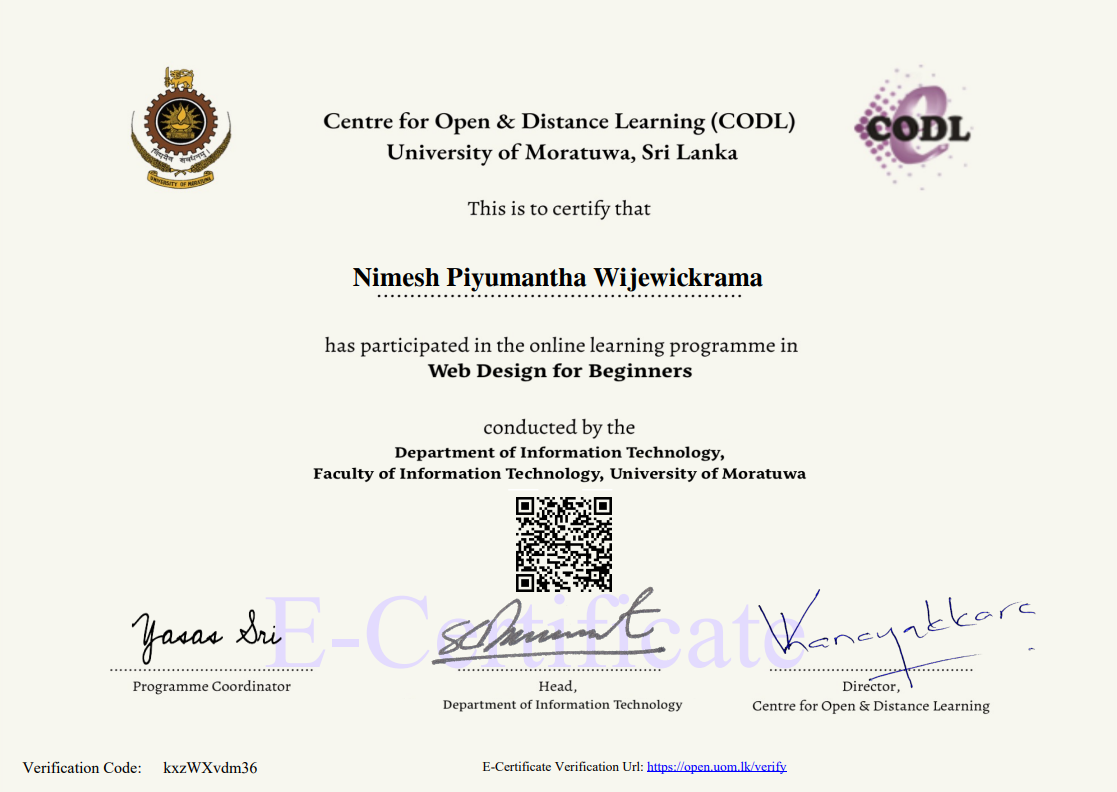 Centre for Open & Distance Learning (CODL)
University of Moratuwa, Sri Lanka
CODL
UNIVERSITY OF MORATUWA
This is to certify that
Nimesh Piyumantha Wijewickrama
has participated in the online learning programme in
Web Design for Beginners
conducted by the
Department of Information Technology,
Faculty of Information Technology, University of Moratuwa
E-Certificate
Yasas Sri
Programme Coordinator
Head,
Department of Information Technology
Director,
Centre for Open & Distance Learning
Verification Code: kxzWXvdm36
E-Certificate Verification Url: https://open.uom.lk/verify